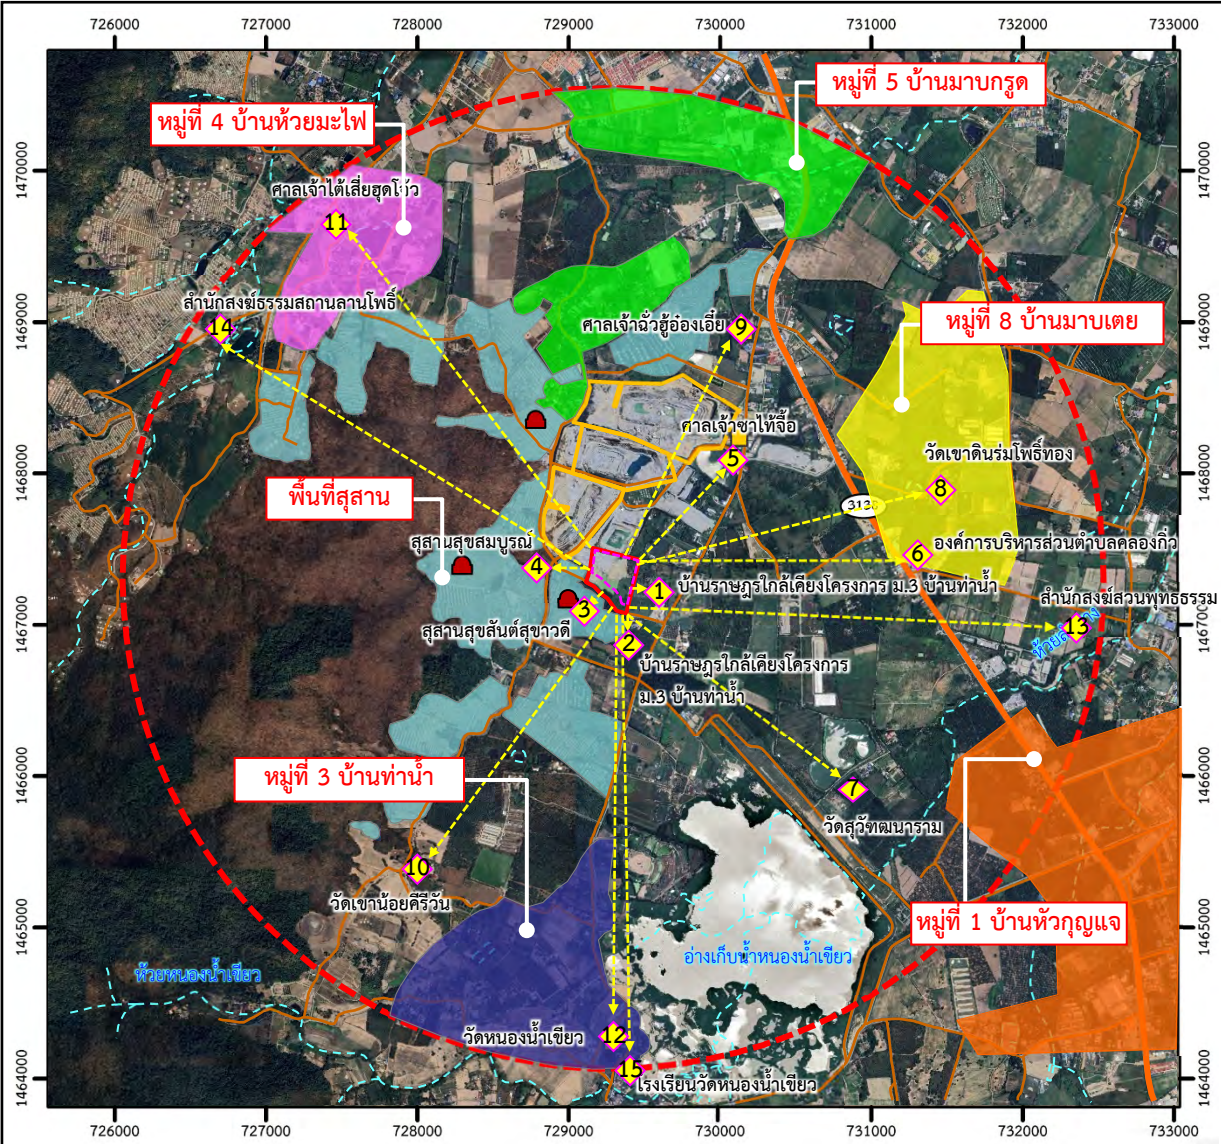 726000 727000 728000 729000 730000 731000 732000 733000
1470000
1469000
1468000
1467000
1466000
1465000
1464000
หมู่ที่ 5 บ้านมาบกรูด
หมู่ที่ 4 บ้านห้วยมะไฟ
ศาลเจ้าไต้เสี่ยฮุดโจ้ว
11
สำนักสงฆ์ธรรมสถานลานโพธิ์
14
ศาลเจ้าฉั่วฮู้อ๋องเอี๋ย
9
หมู่ที่ 8 บ้านมาบเตย
ศาลเจ้าซาไท้จื้อ
5
วัดเขาดินร่มโพธิ์ทอง
8
พื้นที่สุสาน
3138
สุสานสุขสมบูรณ์
4
องค์การบริหารส่วนตำบลคลองกิ่ว
6
1
บ้านราษฎรใกล้เคียงโครงการ ม.3 บ้านท่าน้ำ
สำนักสงฆ์สวนพุทธธรรม
13
3
สุสานสุขสันต์สุขาวดี
2
บ้านราษฎรใกล้เคียงโครงการ
ม.3 บ้านท่าน้ำ
หมู่ที่ 3 บ้านท่าน้ำ
7
วัดสุวัทฒนาราม
10
วัดเขาน้อยคีรีวัน
หมู่ที่ 1 บ้านหัวกุญแจ
อ่างเก็บน้ำหนองน้ำเขียว
ห้วยหนองน้ำเขียว
วัดหนองน้ำเขียว
12
15
โรงเรียนวัดหนองน้ำเขียว
1470000
1469000
1468000
1467000
1466000
1465000
1464000
726000 727000 728000 729000 730000 731000 732000 733000